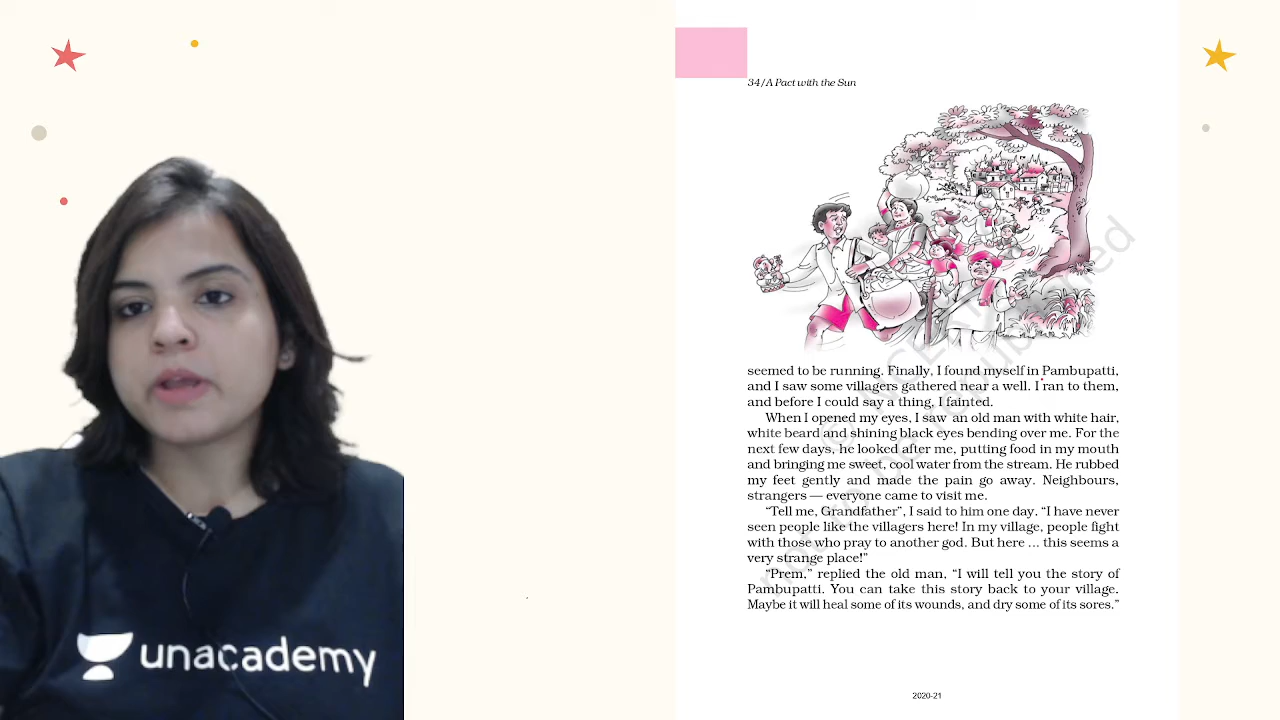 34/A Pact with the Sun
seemed to be running. Finally, I found myself in Pambupatti,
and I saw some villagers gathered near a well. I ran to them,
and before I could say a thing, I fainted.
When I opened my eyes, I saw an old man with white hair,
white beard and shining black eyes bending over me. For the
next few days, he looked after me, putting food in my mouth
and bringing me sweet, cool water from the stream. He rubbed
my feet gently and made the pain go away. Neighbours,
strangers — everyone came to visit me.
“Tell me, Grandfather”, I said to him one day. “I have never
seen people like the villagers here! In my village, people fight
with those who pray to another god. But here ... this seems a
very strange place!”
“Prem,” replied the old man, “I will tell you the story of
Pambupatti. You can take this story back to your village.
Maybe it will heal some of its wounds, and dry some of its sores.”
2020-21
unacademy